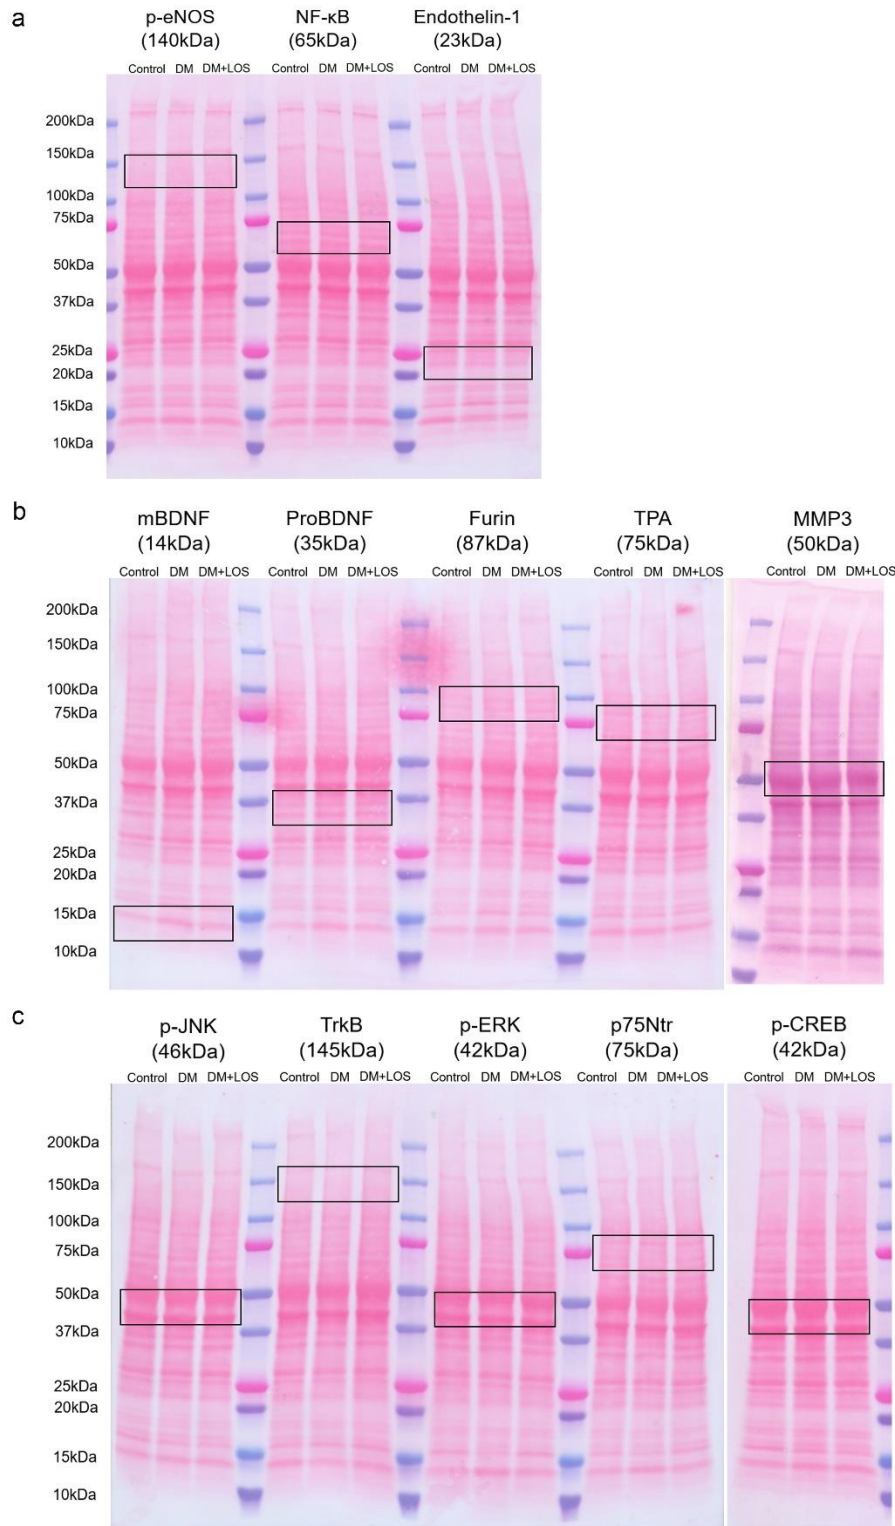 a
p-eNOS NF-κB Endothelin-1
(140kDa) (65kDa) (23kDa)
Control DM DM+LOS Control DM DM+LOS Control DM DM+LOS
200kDa
150kDa
100kDa
75kDa
50kDa
37kDa
25kDa
20kDa
15kDa
10kDa
b
mBDNF ProBDNF Furin TPA MMP3
(14kDa) (35kDa) (87kDa) (75kDa) (50kDa)
Control DM DM+LOS Control DM DM+LOS Control DM DM+LOS Control DM DM+LOS Control DM DM+LOS
200kDa
150kDa
100kDa
75kDa
50kDa
37kDa
25kDa
20kDa
15kDa
10kDa
c
p-JNK TrkB p-ERK p75Ntr p-CREB
(46kDa) (145kDa) (42kDa) (75kDa) (42kDa)
Control DM DM+LOS Control DM DM+LOS Control DM DM+LOS Control DM DM+LOS Control DM DM+LOS
200kDa
150kDa
100kDa
75kDa
50kDa
37kDa
25kDa
20kDa
15kDa
10kDa